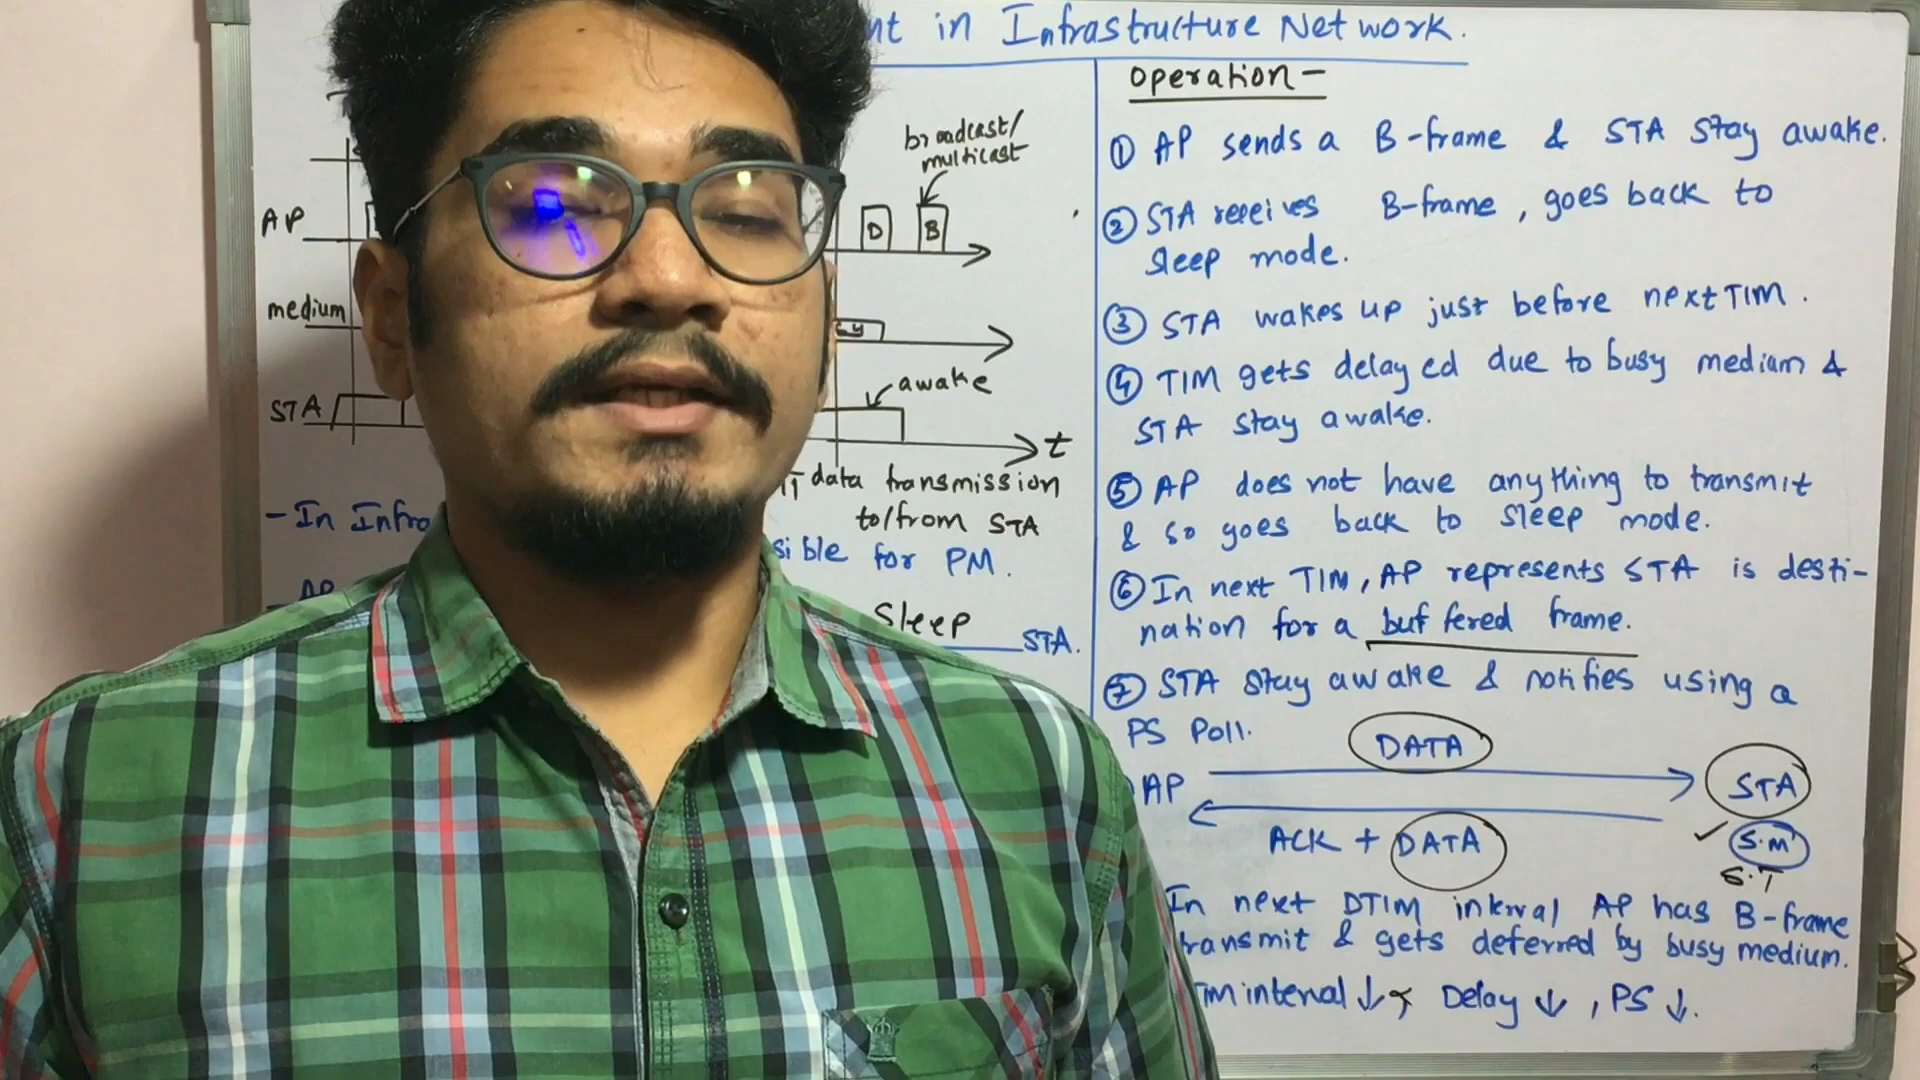 in Infrastructure Network.
broadcast/
multicast
AP
D
B
medium
awake
STA
t
data transmission
to/from STA
- In Infra
for PM.
AP
Sleep
STA.
Operation -
① AP sends a B-frame & STA stay awake.
② STA receives B-frame, goes back to
sleep mode.
③ STA wakes up just before next TIM.
④ TIM gets delayed due to busy medium &
STA stay awake.
⑤ AP does not have anything to transmit
& so goes back to sleep mode.
⑥ In next TIM, AP represents STA is desti-
nation for a buffered frame.
⑦ STA stay awake & notifies using a
PS Poll.
DATA
AP
STA
ACK + DATA
S.M
S.T
In next DTIM interval AP has B-frame
transmit & gets deferred by busy medium.
interval ↓ Delay ↓, PS ↓.